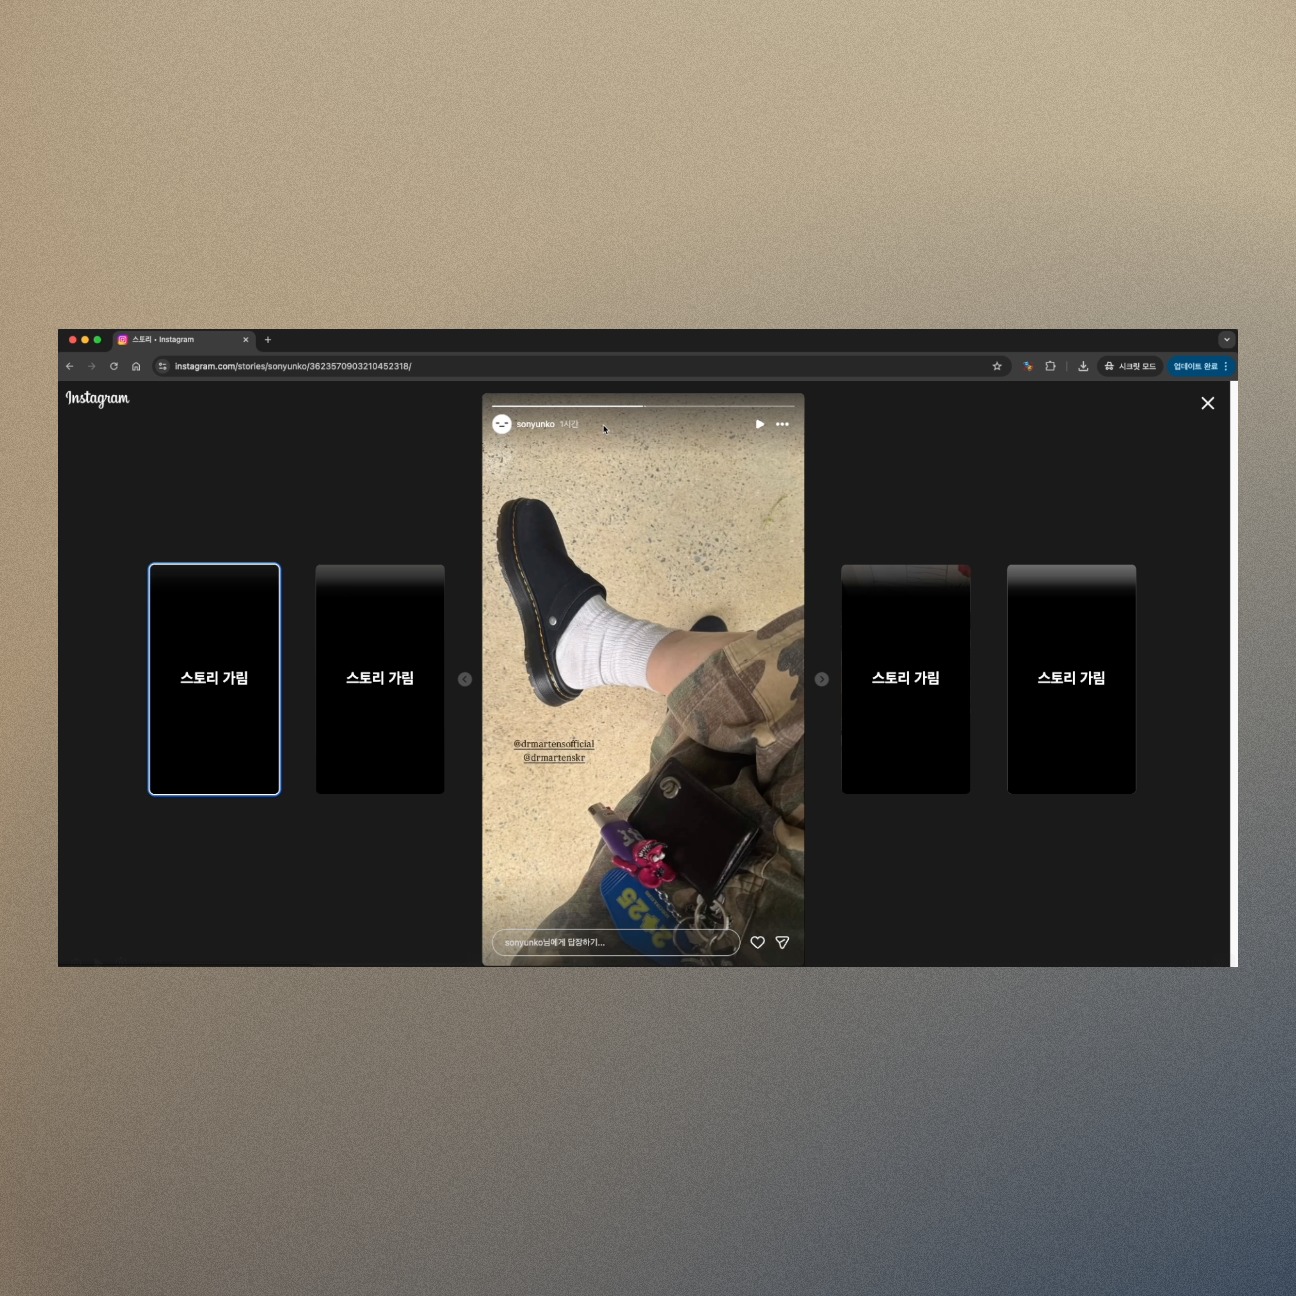 스토리 • Instagram
instagram.com/stories/sonyunko/3623570903210452318/
시크릿 모드
업데이트 완료
Instagram
sonyunko 1시간
스토리 가림
스토리 가림
스토리 가림
스토리 가림
@drmartensofficial
@drmartenskr
25
sonyunko님에게 답장하기...